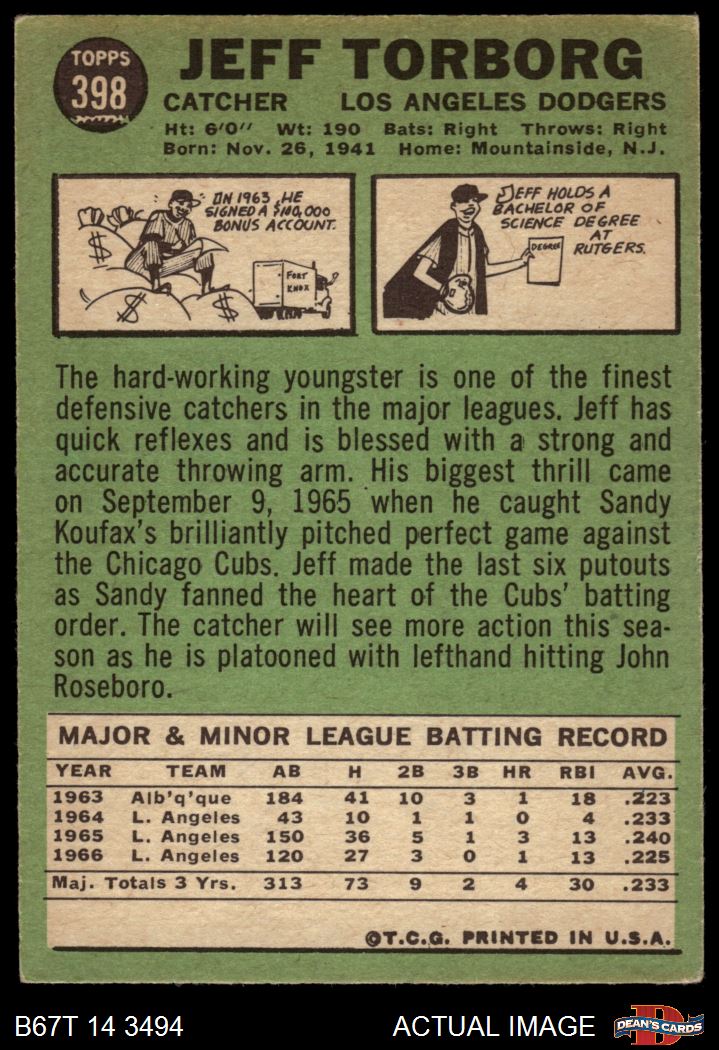 TOPPS
398
JEFF TORBORG
CATCHER LOS ANGELES DODGERS
Ht: 6'0" Wt: 190 Bats: Right Throws: Right
Born: Nov. 26, 1941 Home: Mountainside, N.J.
IN 1963, HE
SIGNED A $100,000
BONUS ACCOUNT.
$
$
$
FORT
KNOX
JEFF HOLDS A
BACHELOR OF
SCIENCE DEGREE
AT
RUTGERS.
DEGREE
The hard-working youngster is one of the finest
defensive catchers in the major leagues. Jeff has
quick reflexes and is blessed with a strong and
accurate throwing arm. His biggest thrill came
on September 9, 1965 when he caught Sandy
Koufax's brilliantly pitched perfect game against
the Chicago Cubs. Jeff made the last six putouts
as Sandy fanned the heart of the Cubs' batting
order. The catcher will see more action this sea-
son as he is platooned with lefthand hitting John
Roseboro.
MAJOR & MINOR LEAGUE BATTING RECORD
YEAR TEAM AB H 2B 3B HR RBI AVG.
1963 Alb'q'que 184 41 10 3 1 18 .223
1964 L. Angeles 43 10 1 1 0 4 .233
1965 L. Angeles 150 36 5 1 3 13 .240
1966 L. Angeles 120 27 3 0 1 13 .225
Maj. Totals 3 Yrs. 313 73 9 2 4 30 .233
©T.C.G. PRINTED IN U.S.A.
B67T 14 3494 ACTUAL IMAGE
D
DEAN'S CARDS